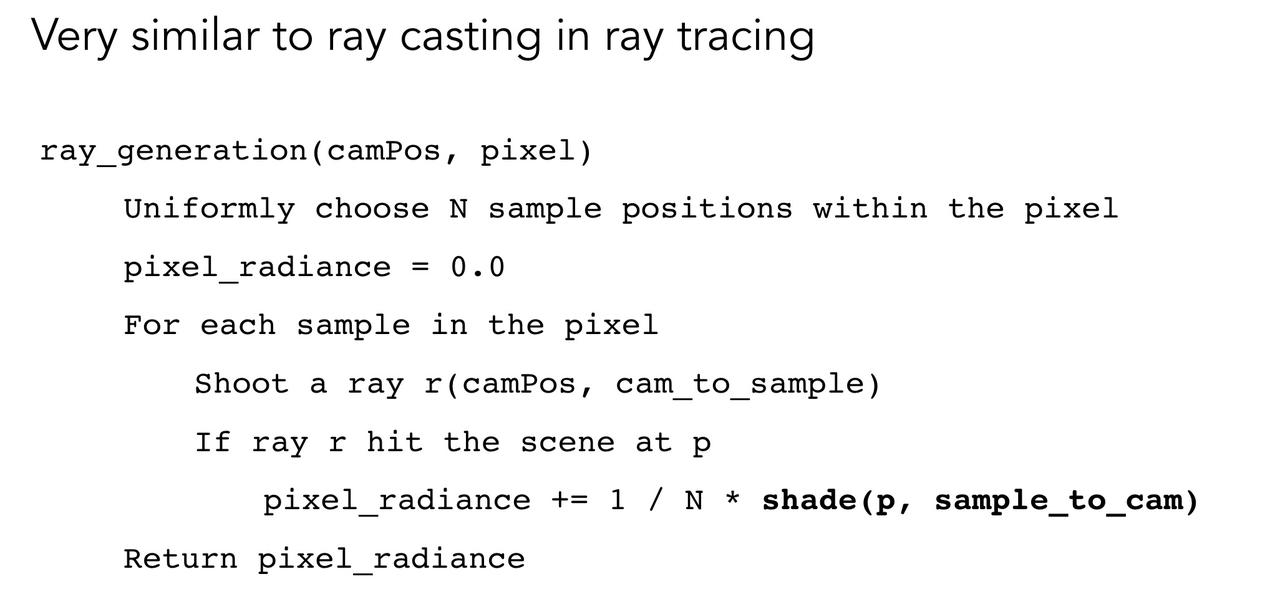 Very similar to ray casting in ray tracing
ray_generation(camPos, pixel)
Uniformly choose N sample positions within the pixel
pixel_radiance = 0.0
For each sample in the pixel
Shoot a ray r(camPos, cam_to_sample)
If ray r hit the scene at p
pixel_radiance += 1 / N * shade(p, sample_to_cam)
Return pixel_radiance